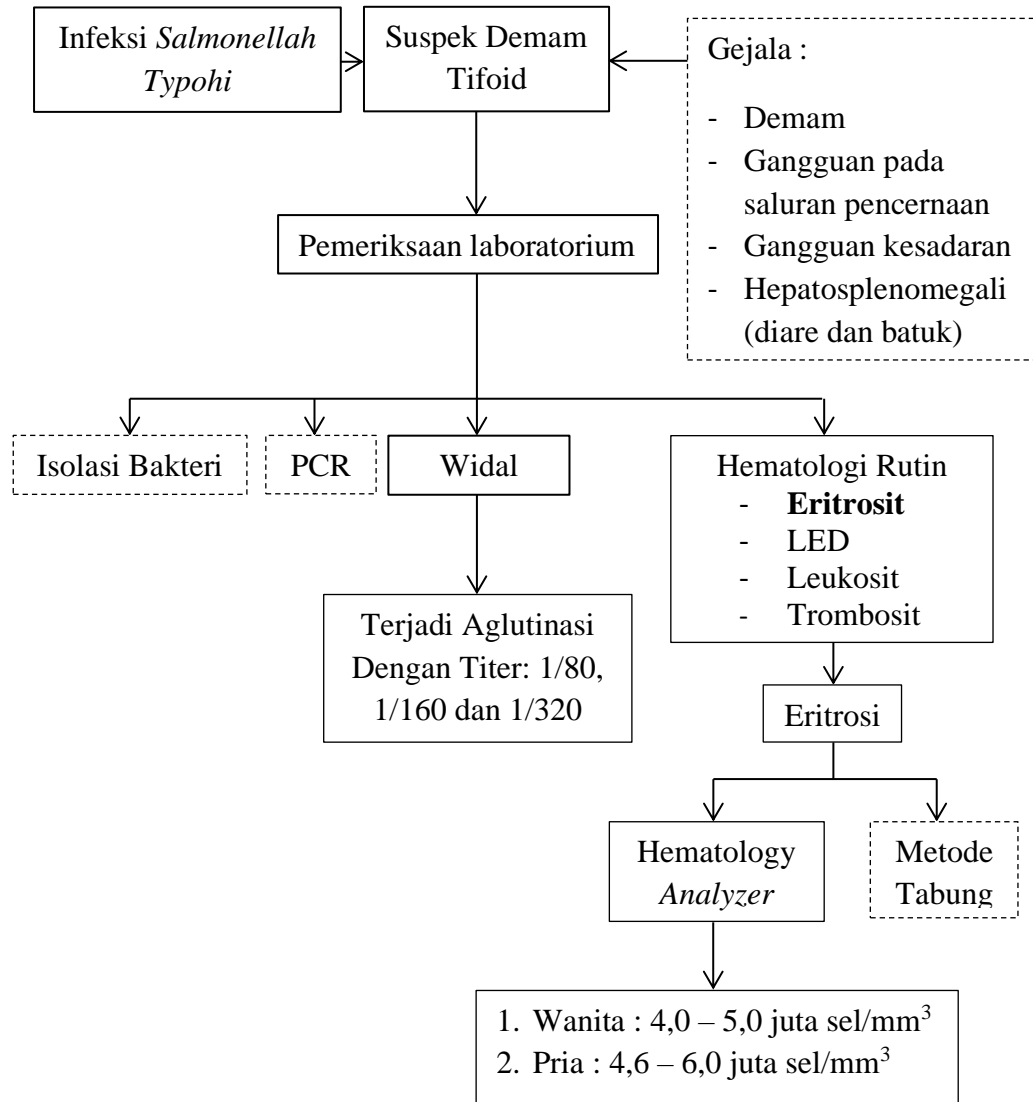 Infeksi Salmonellah
Typohi
Suspek Demam
Tifoid
Gejala :
- Demam
- Gangguan pada
saluran pencernaan
- Gangguan kesadaran
- Hepatosplenomegali
(diare dan batuk)
Pemeriksaan laboratorium
Isolasi Bakteri
PCR
Widal
Hematologi Rutin
- Eritrosit
- LED
- Leukosit
- Trombosit
Terjadi Aglutinasi
Dengan Titer: 1/80,
1/160 dan 1/320
Eritrosi
Hematology
Analyzer
Metode
Tabung
1. Wanita : 4,0 – 5,0 juta sel/mm³
2. Pria : 4,6 – 6,0 juta sel/mm³